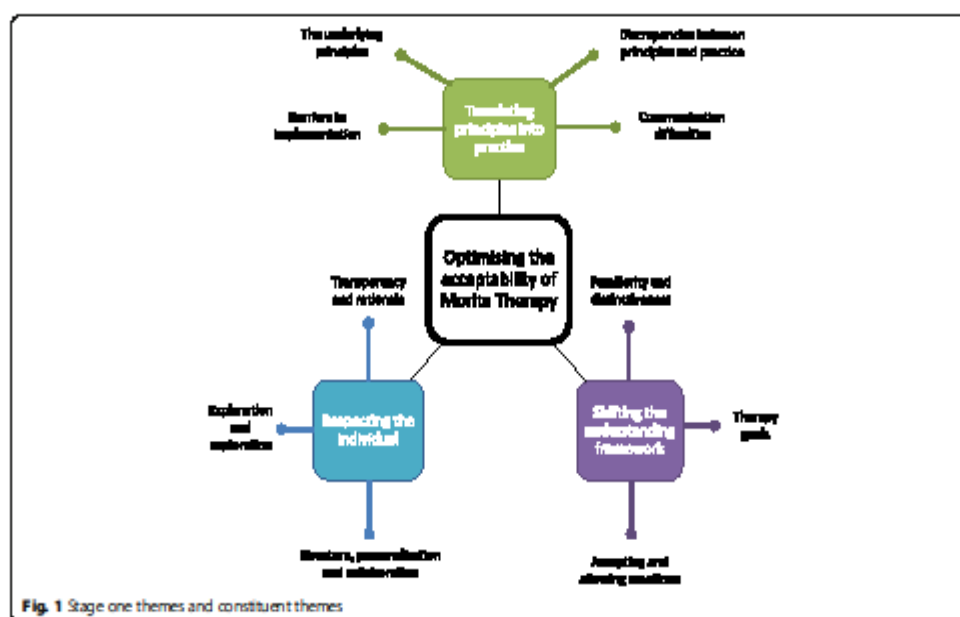 The underlying
principles
Discrepancies between
principles and practice
Barriers to
implementation
Translating
principles into
practice
Communication
difficulties
Optimising the
acceptability of
Morita Therapy
Transparency
and rationale
Familiarity and
distinctiveness
Respecting the
individual
Shifting the
understanding
framework
and
Therapy
goals
Structure, personalisation
and collaboration
Accepting and
allowing emotions
Fig. 1 Stage one themes and constituent themes